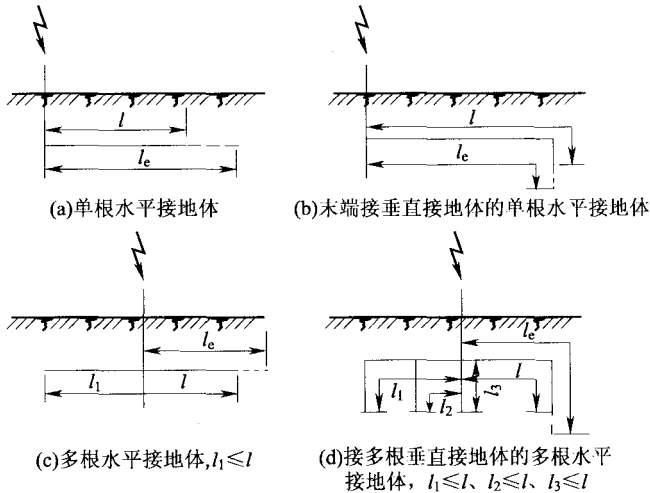 l
le
(a)单根水平接地体
l
le
(b)末端接垂直接地体的单根水平接地体
le
l1
l
(c)多根水平接地体,l1≤l
le
l1
l2
l3
l
(d)接多根垂直接地体的多根水平
接地体，l1≤l、l2≤l、l3≤l